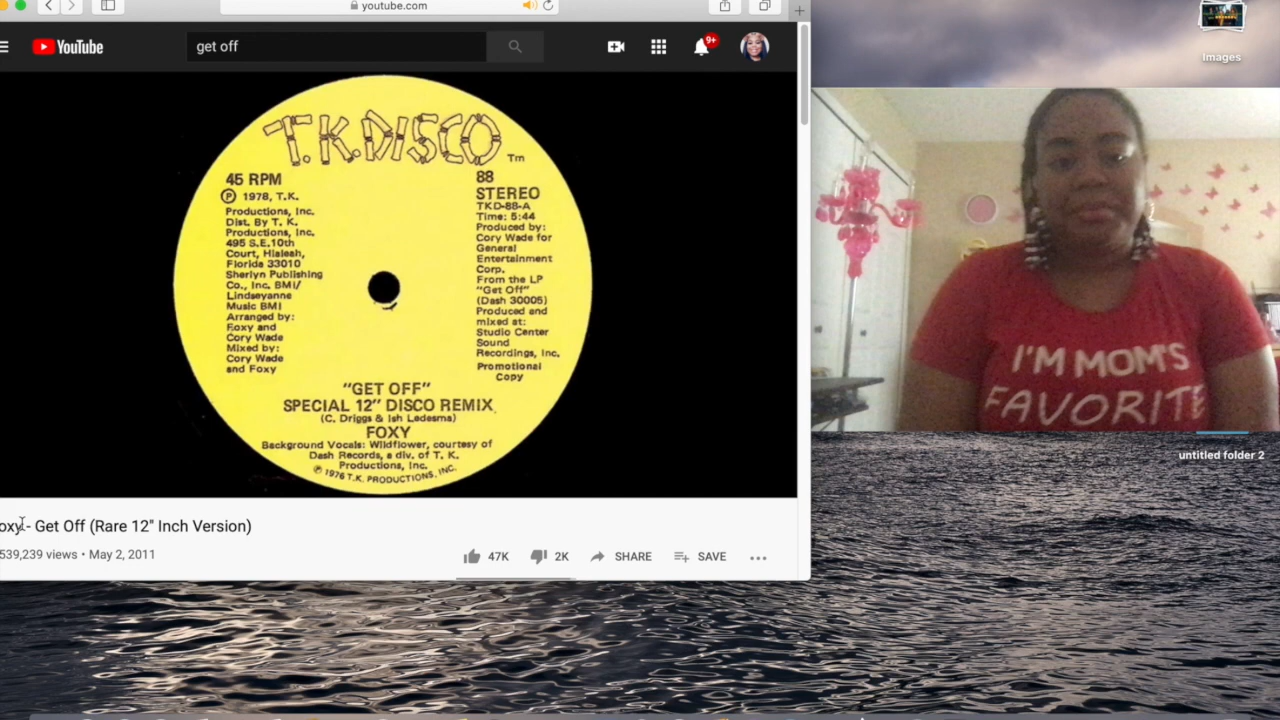 youtube.com
YouTube
get off
9+
Images
T.K.DISCO
TM
45 RPM
℗ 1978, T.K.
Productions, Inc.
Dist. By T. K.
Productions, Inc.
495 S.E.10th
Court, Hialeah,
Florida 33010
Sherlyn Publishing
Co., Inc. BMI/
Lindseyanne
Music BMI
Arranged by:
Foxy and
Cory Wade
Mixed by:
Cory Wade
and Foxy
88
STEREO
TKD-88-A
Time: 5:44
Produced by:
Cory Wade for
General
Entertainment
Corp.
From the LP
"Get Off"
(Dash 30005)
Produced and
mixed at:
Studio Center
Sound
Recordings, Inc.
Promotional
Copy
"GET OFF"
SPECIAL 12" DISCO REMIX
(C. Driggs & Ish Ledesma)
FOXY
Background Vocals: Wildflower, courtesy of
Dash Records, a div. of T. K.
Productions, Inc.
℗ 1976 T.K. PRODUCTIONS, INC.
I'M MOM'S
FAVORITE
untitled folder 2
oxy - Get Off (Rare 12" Inch Version)
539,239 views • May 2, 2011
47K
2K
SHARE
SAVE